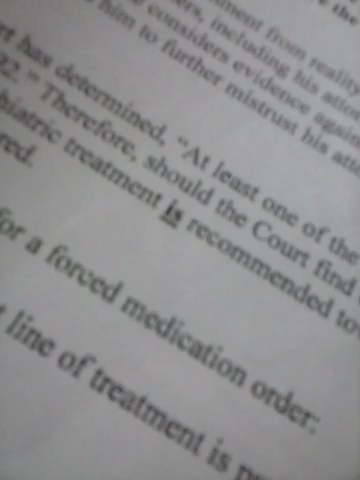 ment from reality
ers, including his attor
considers evidence again
him to further mistrust his atto
rt has determined, "At least one of the
92." Therefore, should the Court find
hiatric treatment is recommended to
red.
for a forced medication order:
line of treatment is